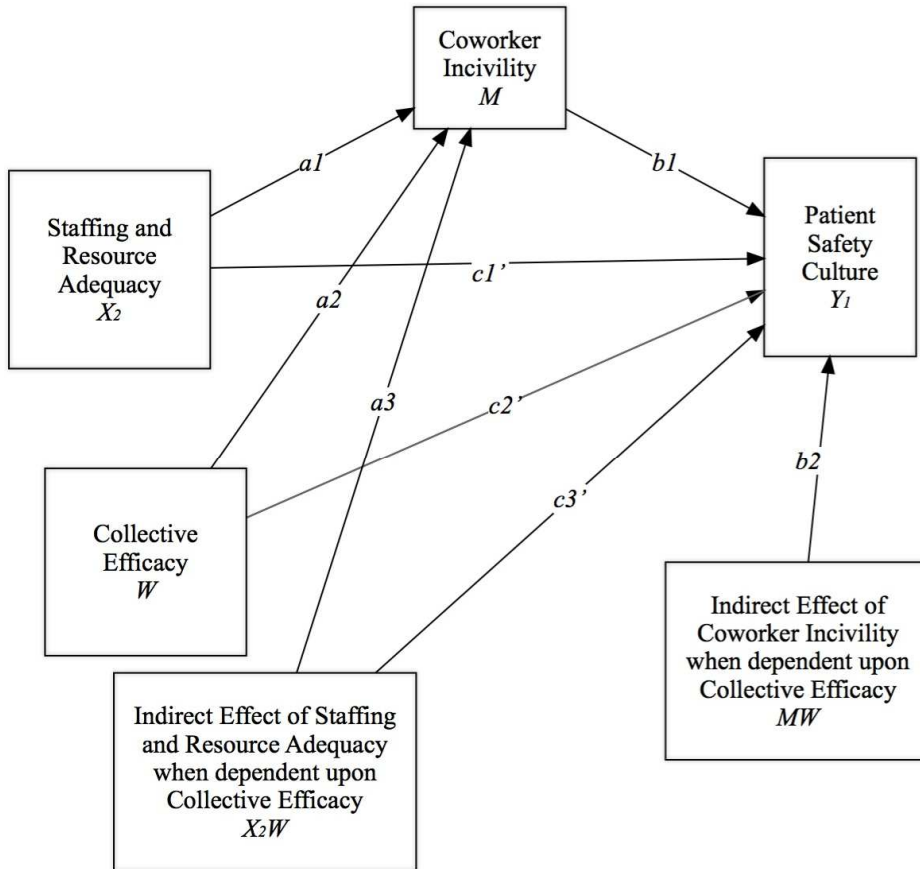 Coworker
Incivility
M
a1
b1
Staffing and
Resource
Adequacy
X2
Patient
Safety
Culture
Y1
c1’
a2
a3
c2’
b2
Collective
Efficacy
W
c3’
Indirect Effect of
Coworker Incivility
when dependent upon
Collective Efficacy
MW
Indirect Effect of Staffing
and Resource Adequacy
when dependent upon
Collective Efficacy
X2W